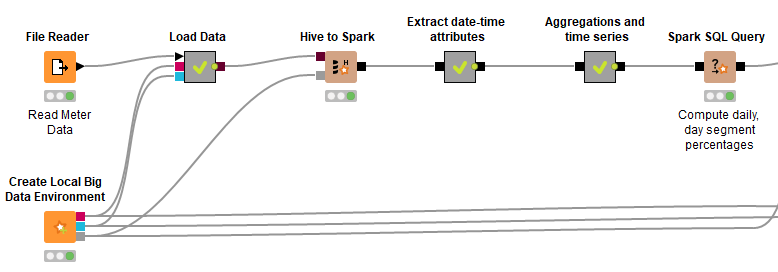 File Reader
Load Data
Hive to Spark
Extract date-time
attributes
Aggregations and
time series
Spark SQL Query
H
?
Read Meter
Data
Compute daily,
day segment
percentages
Create Local Big
Data Environment